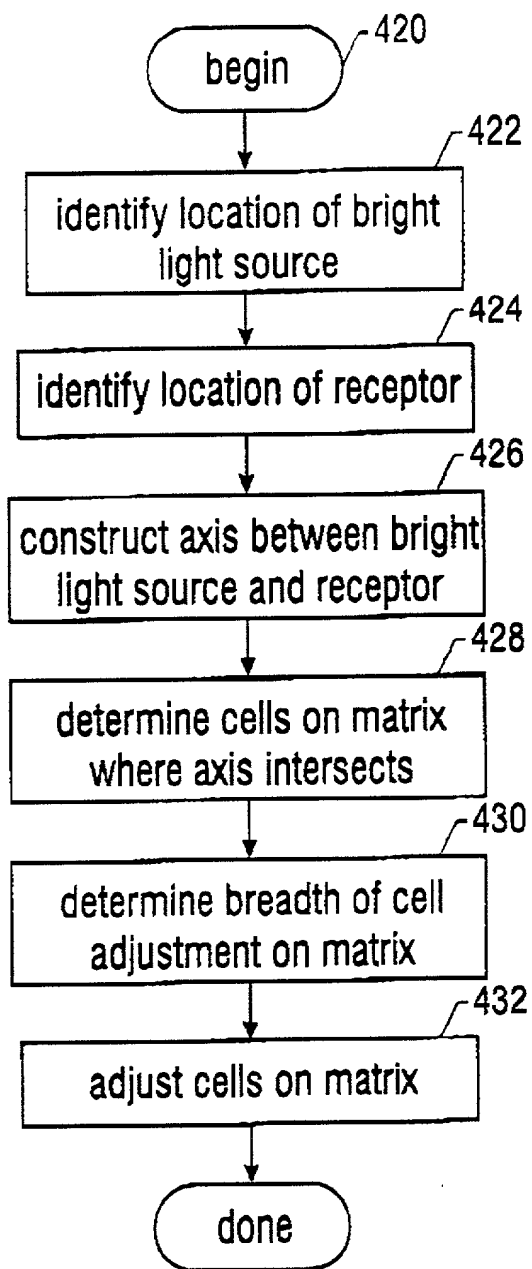 420
begin
422
identify location of bright
light source
424
identify location of receptor
426
construct axis between bright
light source and receptor
428
determine cells on matrix
where axis intersects
430
determine breadth of cell
adjustment on matrix
432
adjust cells on matrix
done